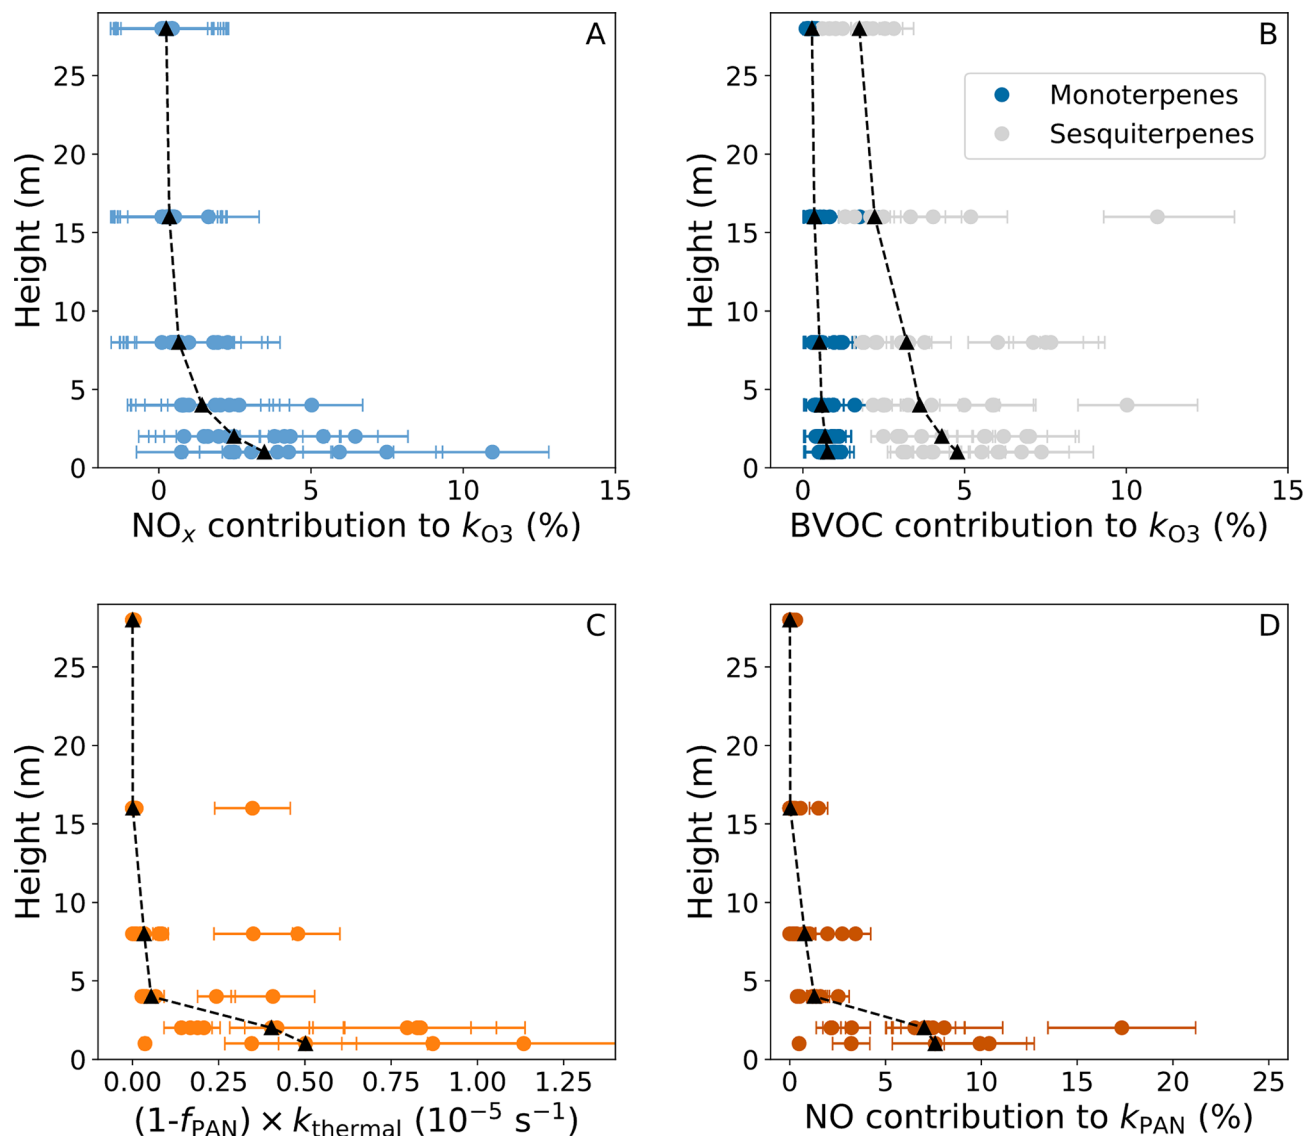 A
25
20
15
10
5
0
Height (m)
0 5 10 15
NOx contribution to kO3 (%)
B
Monoterpenes
Sesquiterpenes
25
20
15
10
5
0
Height (m)
0 5 10 15
BVOC contribution to kO3 (%)
C
25
20
15
10
5
0
Height (m)
0.00 0.25 0.50 0.75 1.00 1.25
(1-fPAN) × kthermal (10⁻⁵ s⁻¹)
D
25
20
15
10
5
0
Height (m)
0 5 10 15 20 25
NO contribution to kPAN (%)